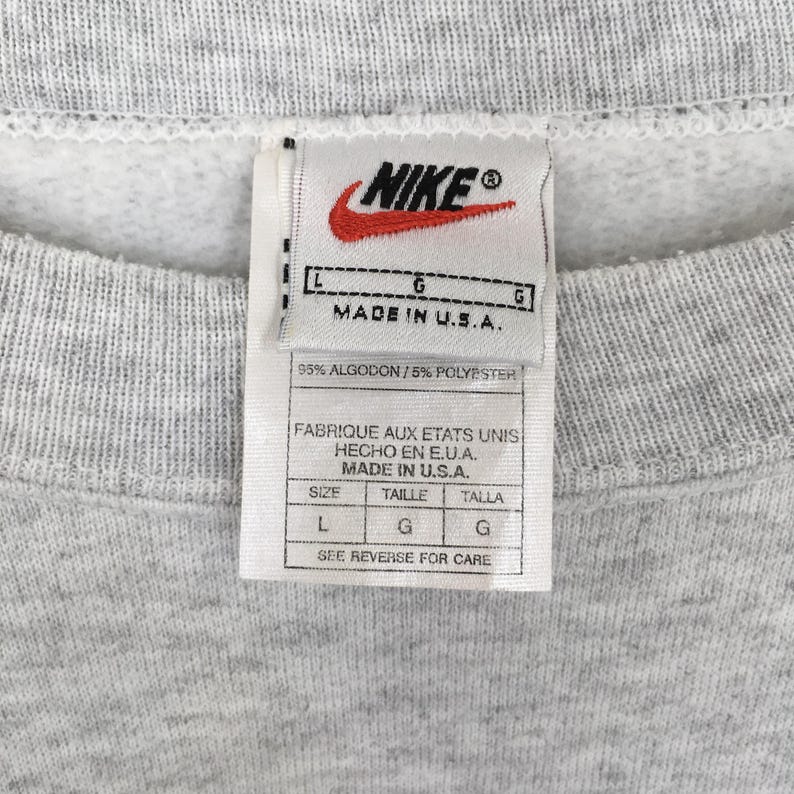 NIKE®
L G G
MADE IN U.S.A.
95% ALGODON / 5% POLYESTER
FABRIQUE AUX ETATS UNIS
HECHO EN E.U.A.
MADE IN U.S.A.
SIZE TAILLE TALLA
L G G
SEE REVERSE FOR CARE